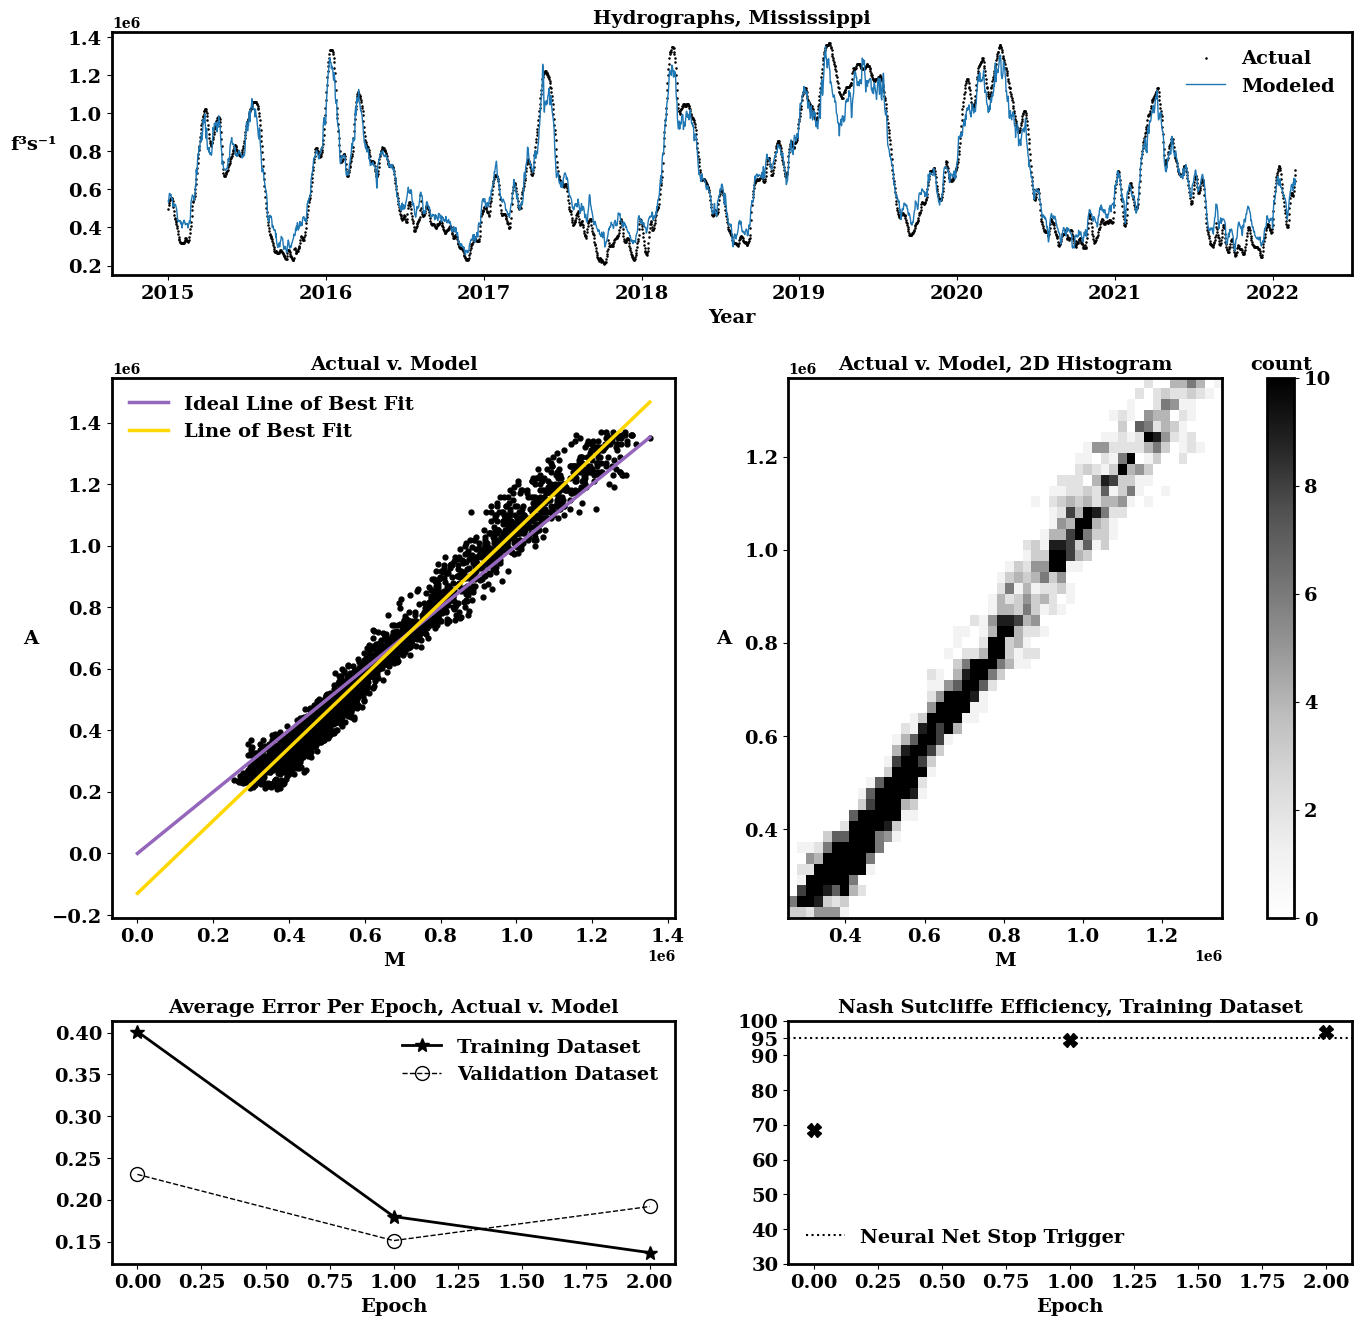 Hydrographs, Mississippi
1e6
1.4
1.2
1.0
0.8
0.6
0.4
0.2
f³s⁻¹
Actual
Modeled
2015 2016 2017 2018 2019 2020 2021 2022
Year
Actual v. Model
1e6
1.4
1.2
1.0
0.8
0.6
0.4
0.2
0.0
−0.2
A
Ideal Line of Best Fit
Line of Best Fit
0.0 0.2 0.4 0.6 0.8 1.0 1.2 1.4
M
1e6
Actual v. Model, 2D Histogram
1e6
1.2
1.0
0.8
0.6
0.4
A
0.4 0.6 0.8 1.0 1.2
M
1e6
count
10
8
6
4
2
0
Average Error Per Epoch, Actual v. Model
0.40
0.35
0.30
0.25
0.20
0.15
Training Dataset
Validation Dataset
0.00 0.25 0.50 0.75 1.00 1.25 1.50 1.75 2.00
Epoch
Nash Sutcliffe Efficiency, Training Dataset
100
95
90
80
70
60
50
40
30
Neural Net Stop Trigger
0.00 0.25 0.50 0.75 1.00 1.25 1.50 1.75 2.00
Epoch